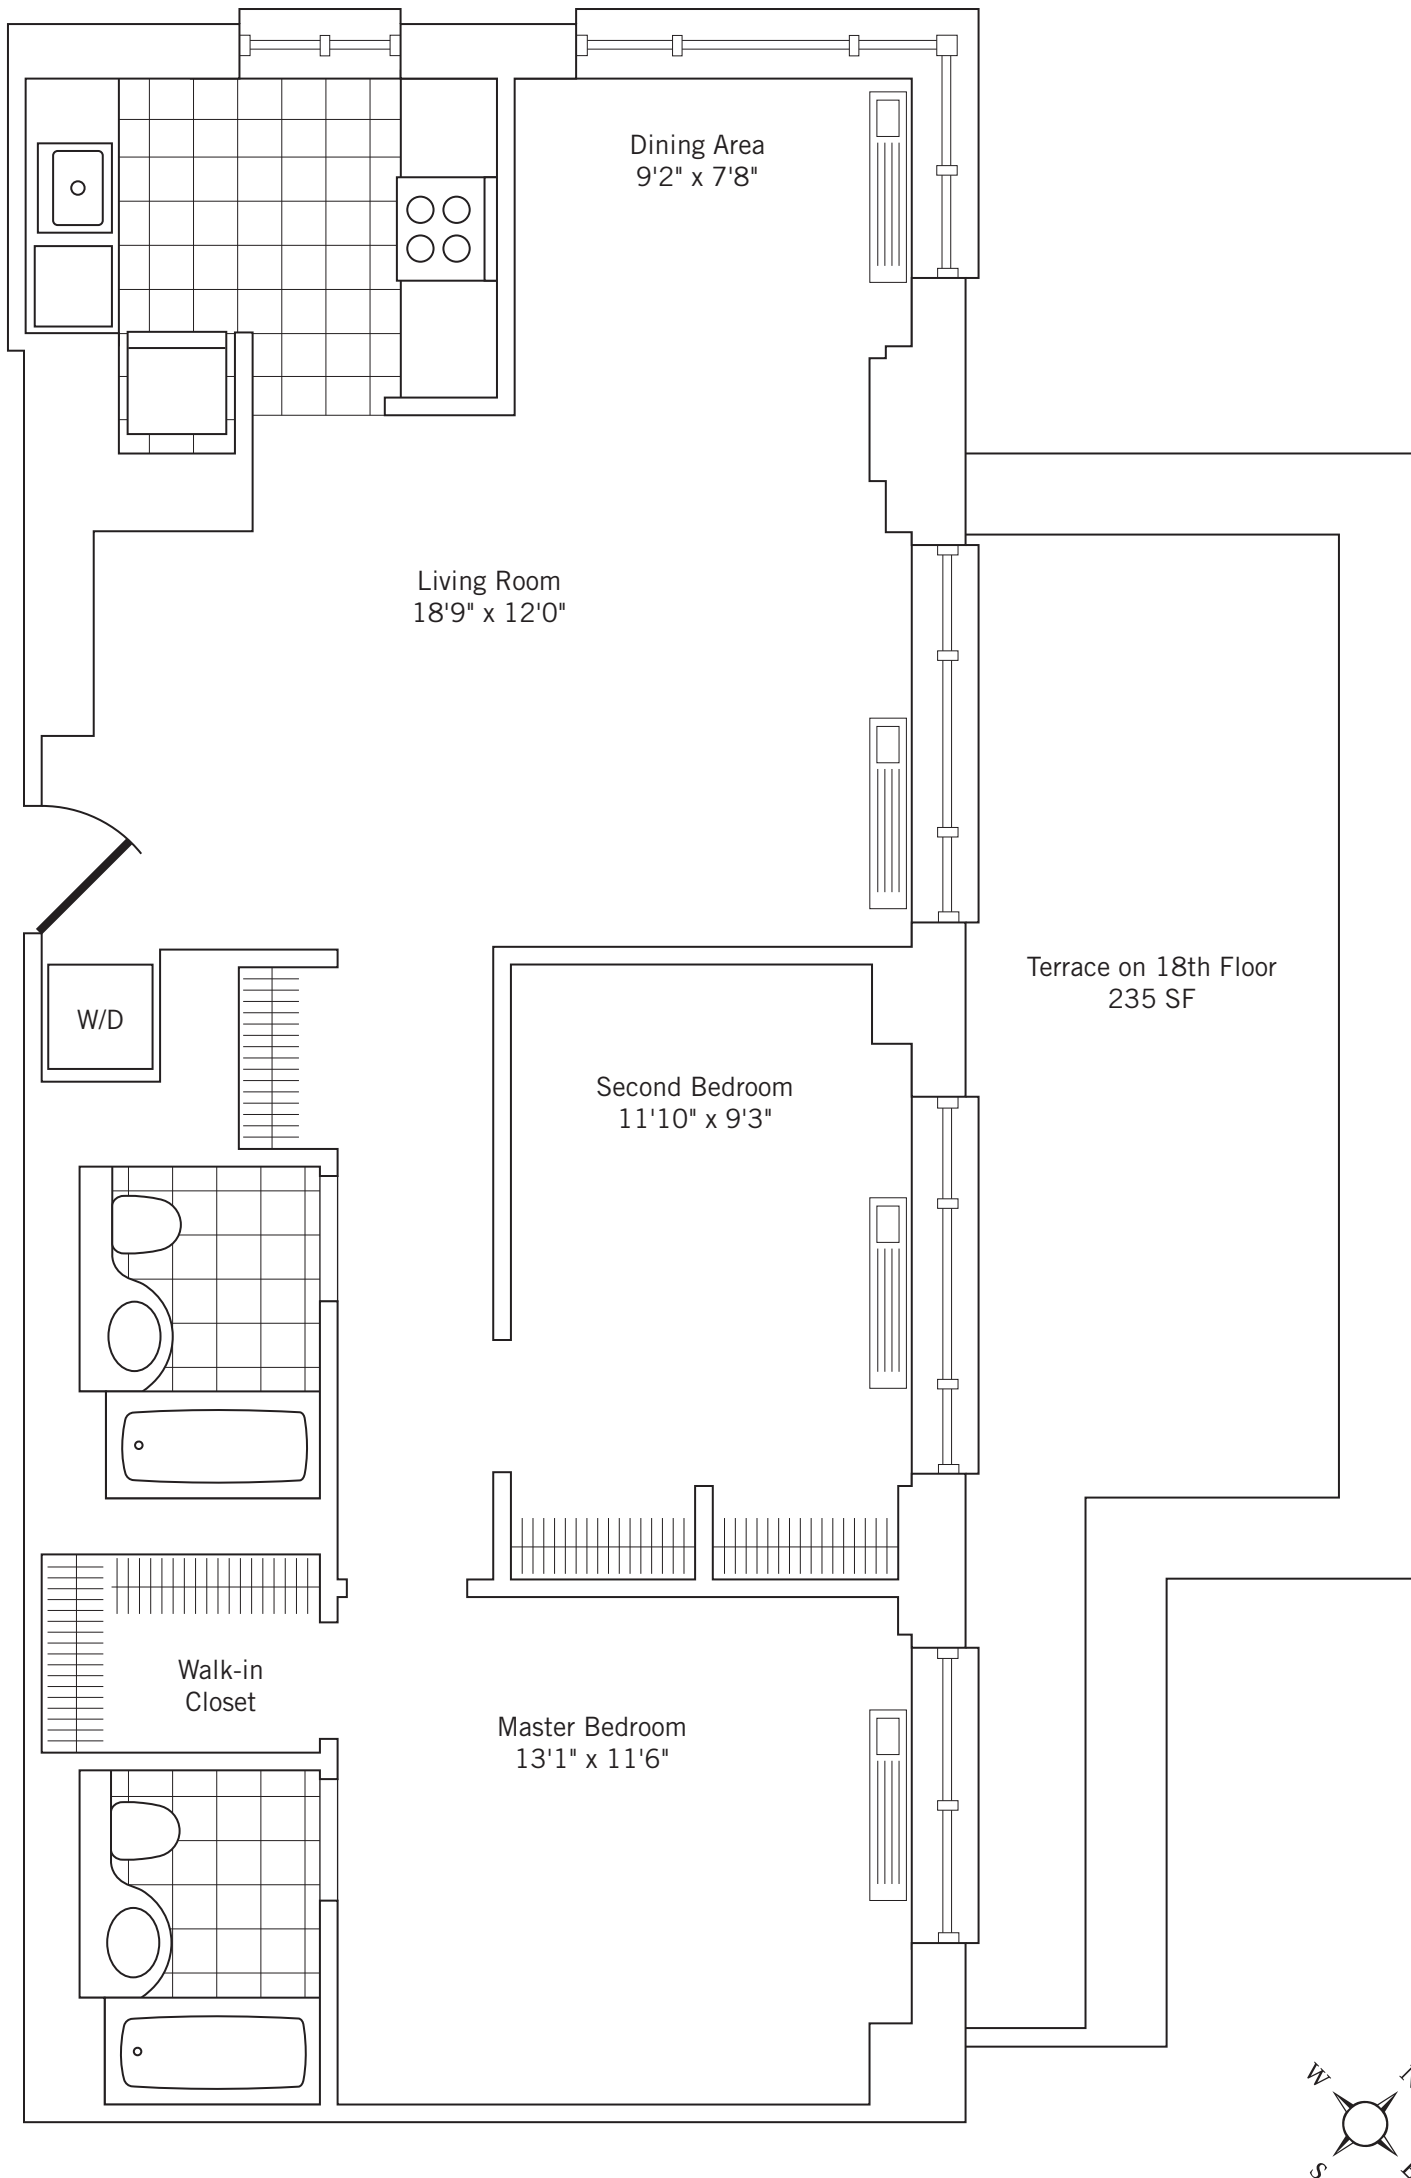 Dining Area
9'2" x 7'8"
Living Room
18'9" x 12'0"
Terrace on 18th Floor
235 SF
W/D
Second Bedroom
11'10" x 9'3"
Walk-in
Closet
Master Bedroom
13'1" x 11'6"
W
N
S